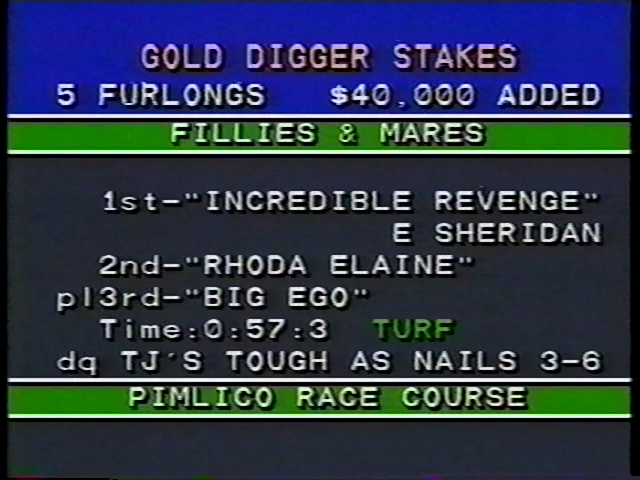 GOLD DIGGER STAKES
5 FURLONGS $40,000 ADDED
FILLIES & MARES
1st-"INCREDIBLE REVENGE"
E SHERIDAN
2nd-"RHODA ELAINE"
pl3rd-"BIG EGO"
Time:0:57:3 TURF
dq TJ'S TOUGH AS NAILS 3-6
PIMLICO RACE COURSE